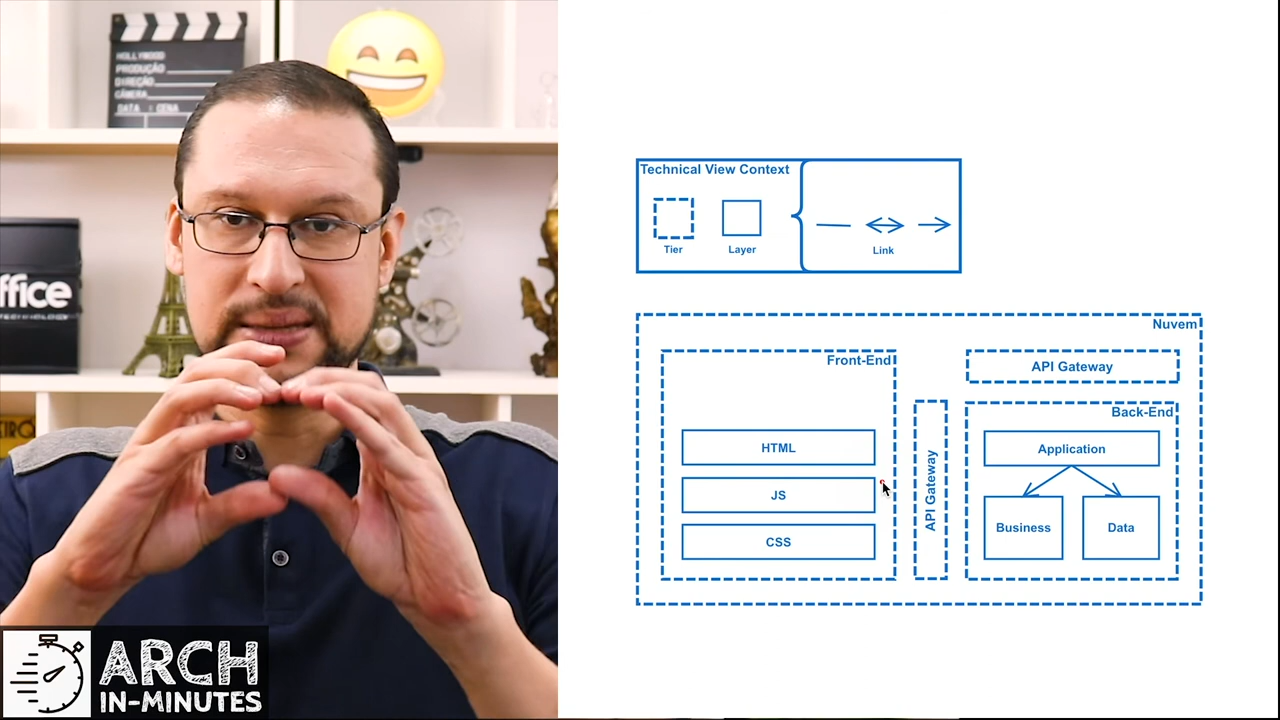 HOLLYWOOD
PRODUÇÃO
DIREÇÃO
CÂMERA
DATA : CENA
ffice
TECHNOLOGY
ARCH
IN-MINUTES
Technical View Context
Tier
Layer
Link
Nuvem
Front-End
HTML
JS
CSS
API Gateway
API Gateway
Back-End
Application
Business
Data